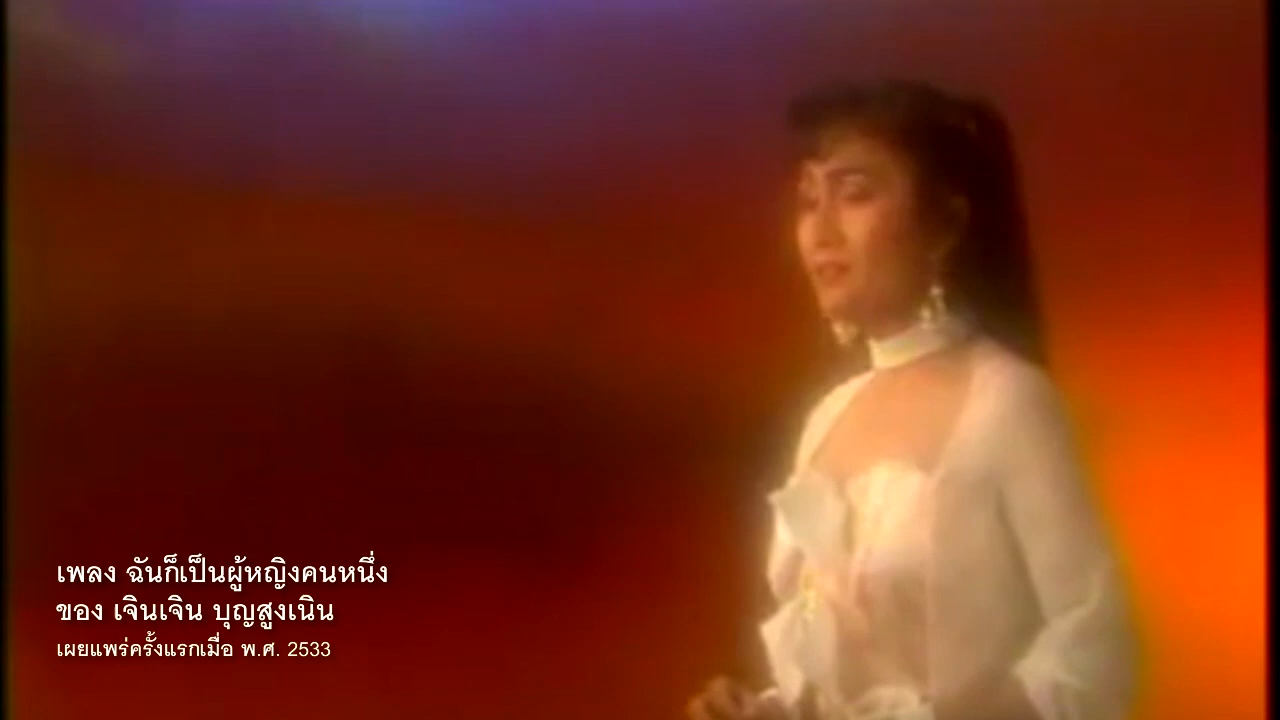 เพลง ฉันก็เป็นผู้หญิงคนหนึ่ง
ของ เจินเจิน บุญสูงเนิน
เผยแพร่ครั้งแรกเมื่อ พ.ศ. 2533